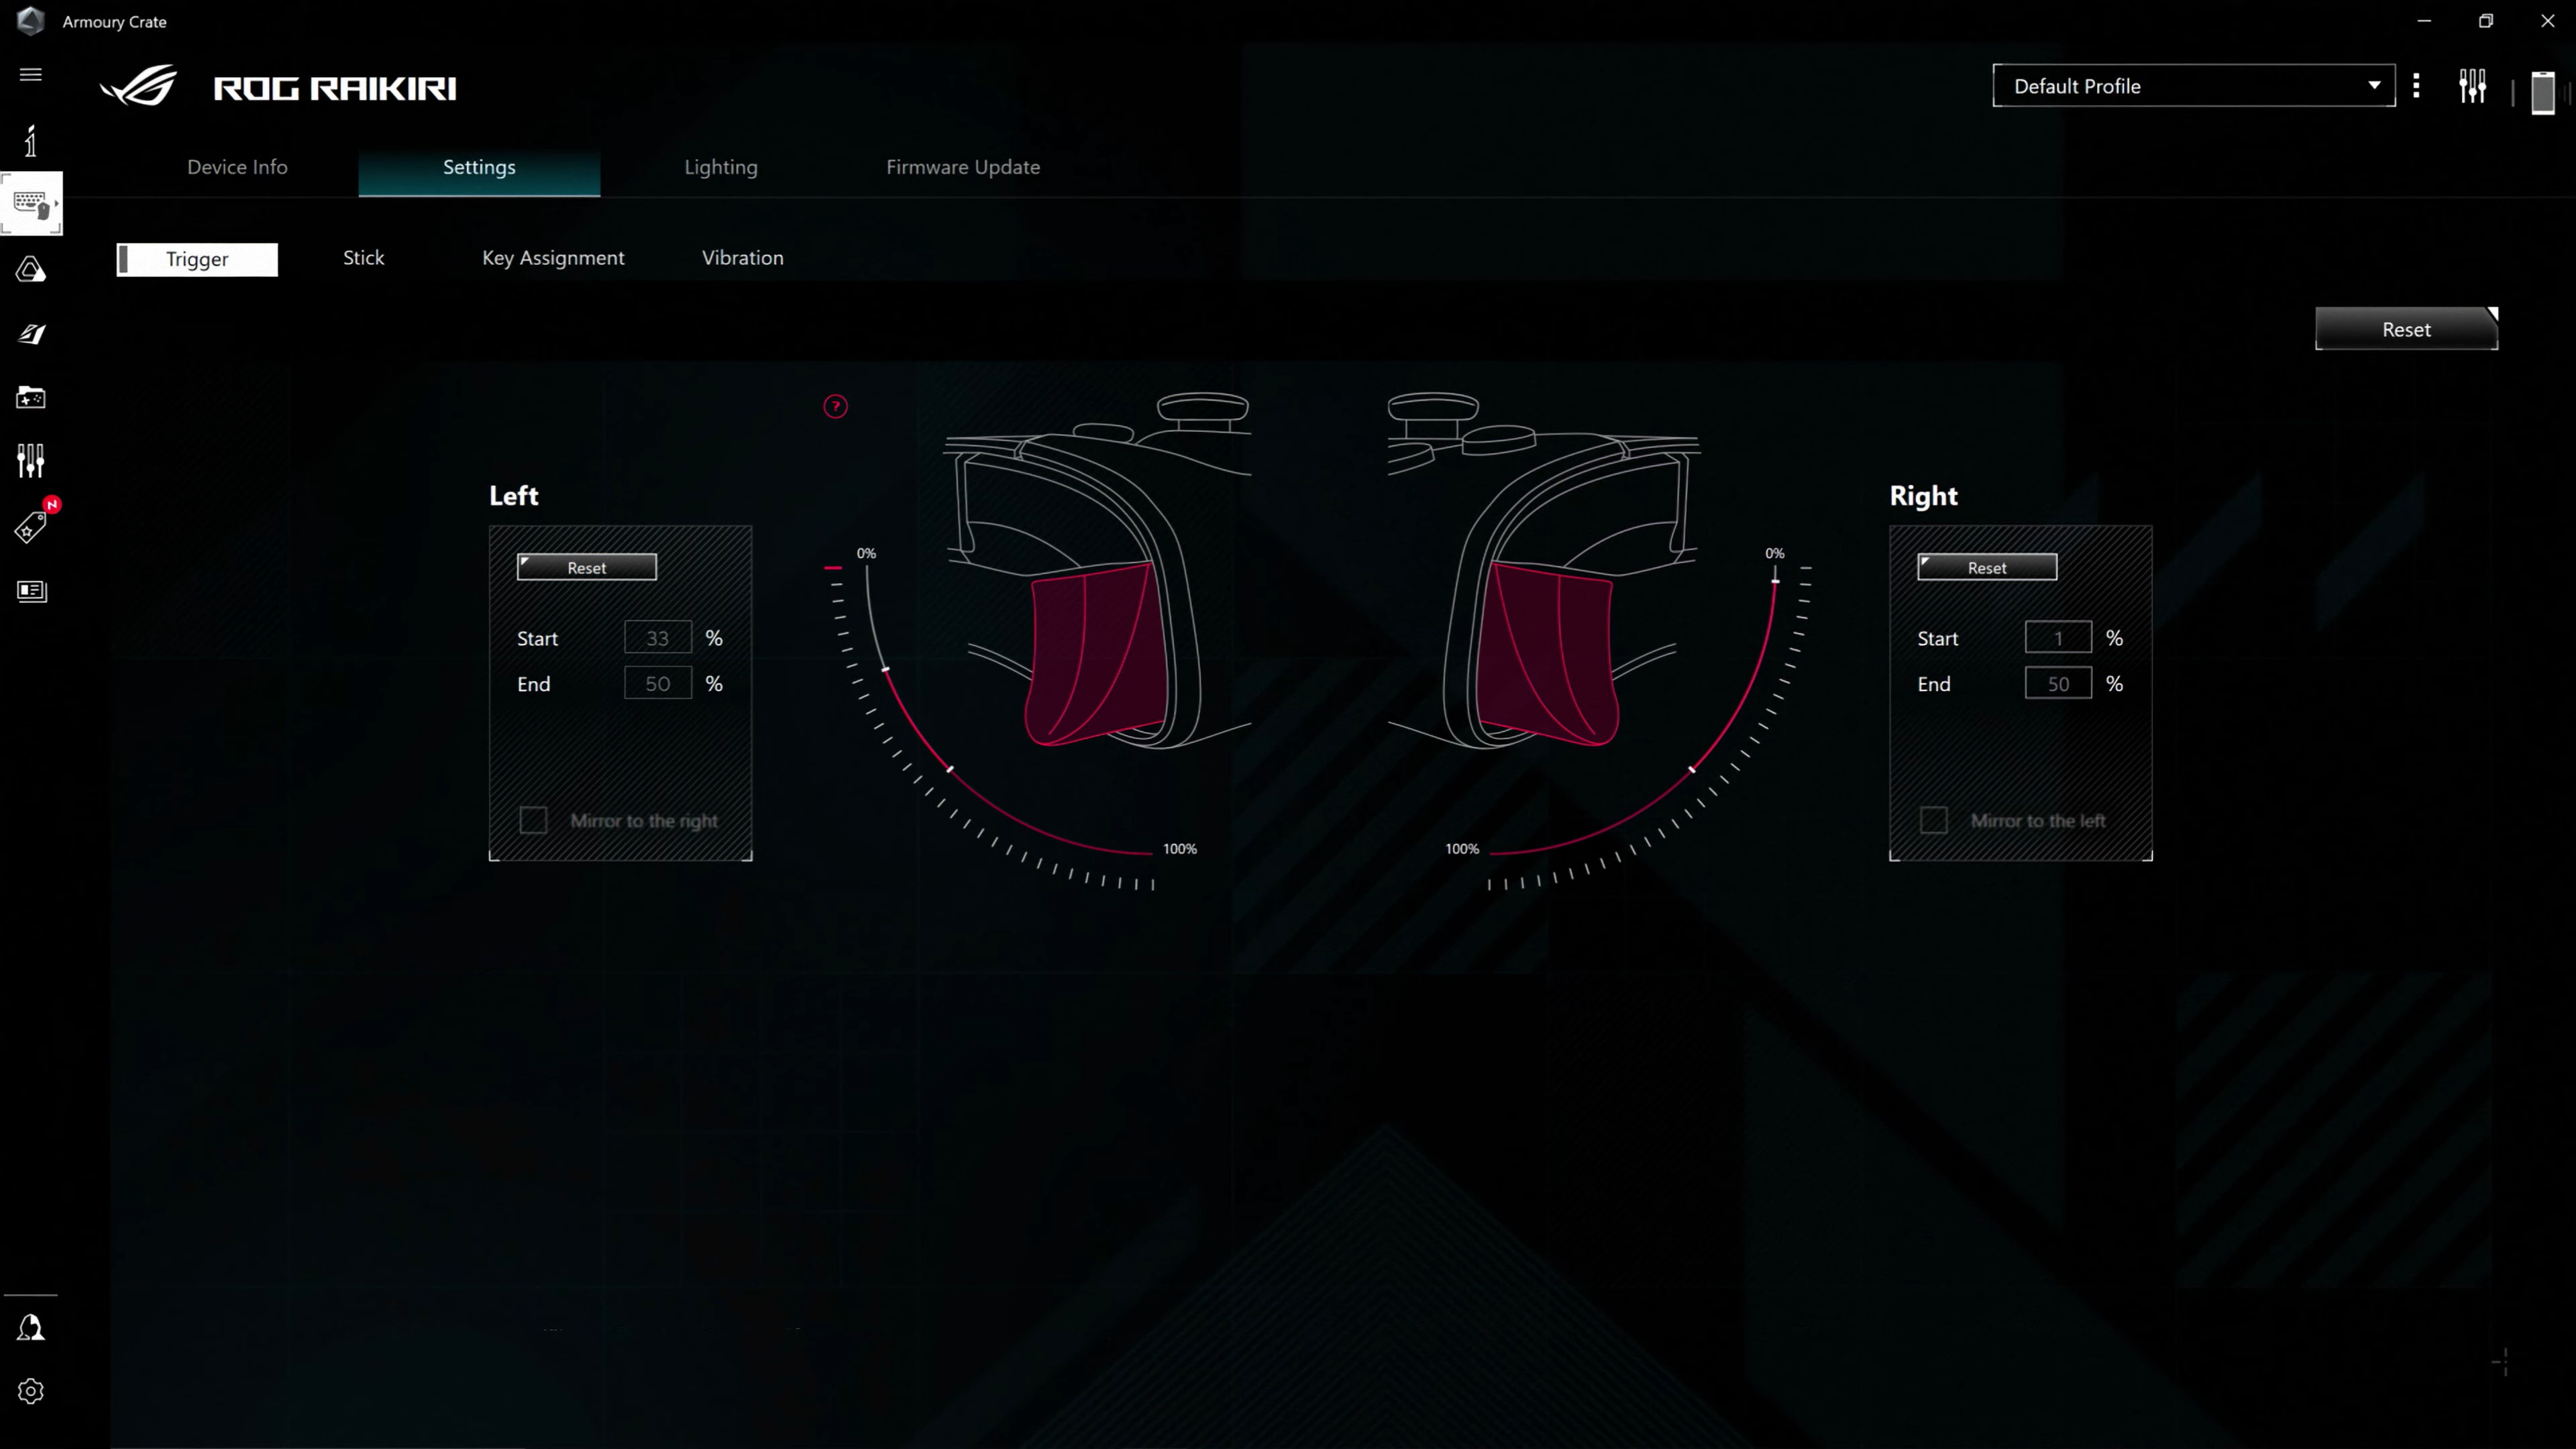 Armoury Crate
ROG RAIKIRI
Default Profile
Device Info
Settings
Lighting
Firmware Update
Trigger
Stick
Key Assignment
Vibration
Reset
?
Left
Reset
Start 33 %
End 50 %
Mirror to the right
0%
100%
0%
100%
Right
Reset
Start 1 %
End 50 %
Mirror to the left
N